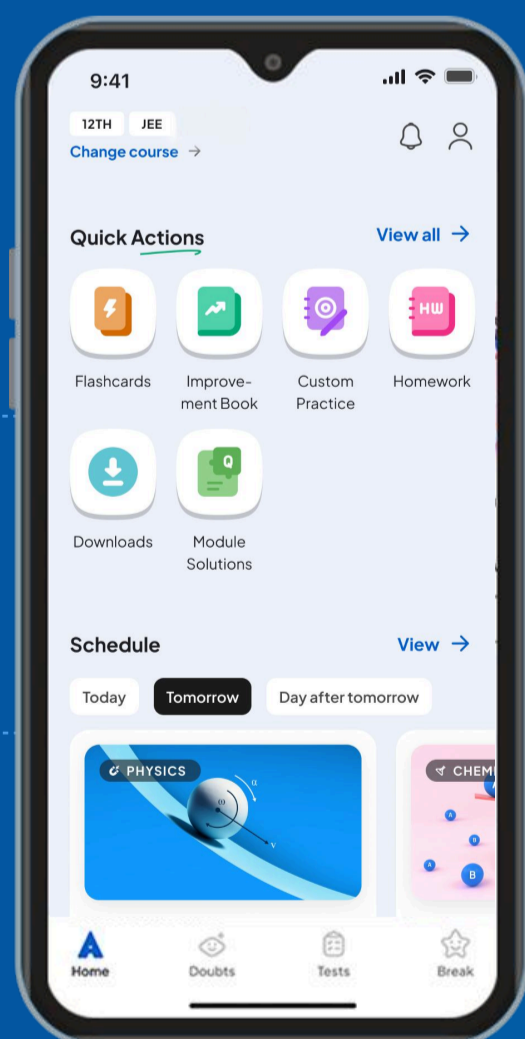 9:41
12TH JEE
Change course →
Quick Actions
View all →
HW
Flashcards
Improve-
ment Book
Custom
Practice
Homework
Q
Downloads
Module
Solutions
Schedule
View →
Today
Tomorrow
Day after tomorrow
PHYSICS
α
ω
v
CHEMI
A
B
A
B
Home
Doubts
Tests
Break